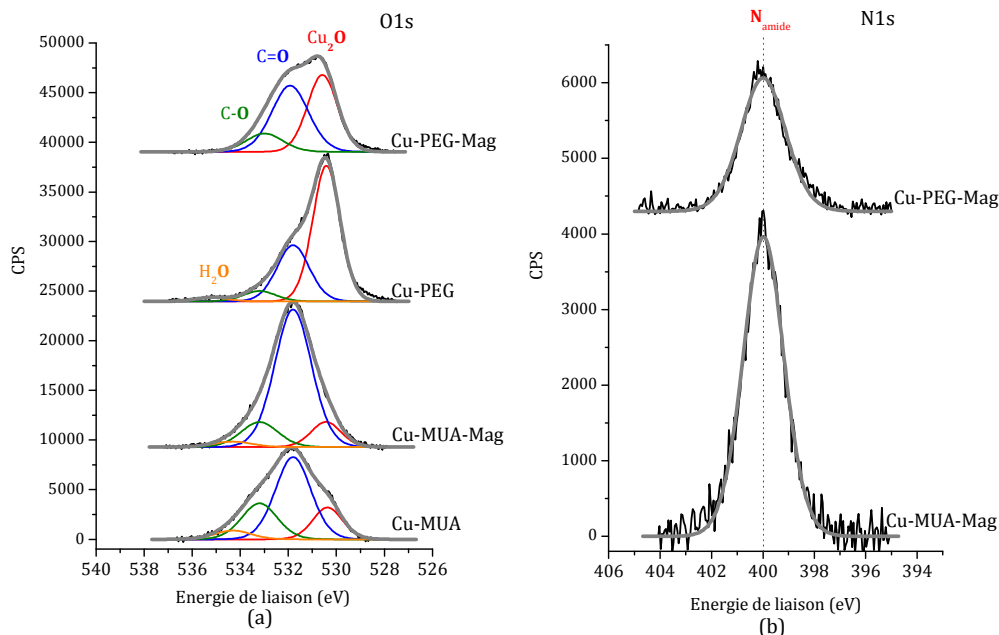 O1s
50000
45000
40000
35000
30000
25000
20000
15000
10000
5000
0
CPS
Cu2O
C=O
C-O
Cu-PEG-Mag
H2O
Cu-PEG
Cu-MUA-Mag
Cu-MUA
540 538 536 534 532 530 528 526
Energie de liaison (eV)
(a)
N1s
Namide
6000
5000
4000
3000
2000
1000
0
CPS
Cu-PEG-Mag
Cu-MUA-Mag
406 404 402 400 398 396 394
Energie de liaison (eV)
(b)